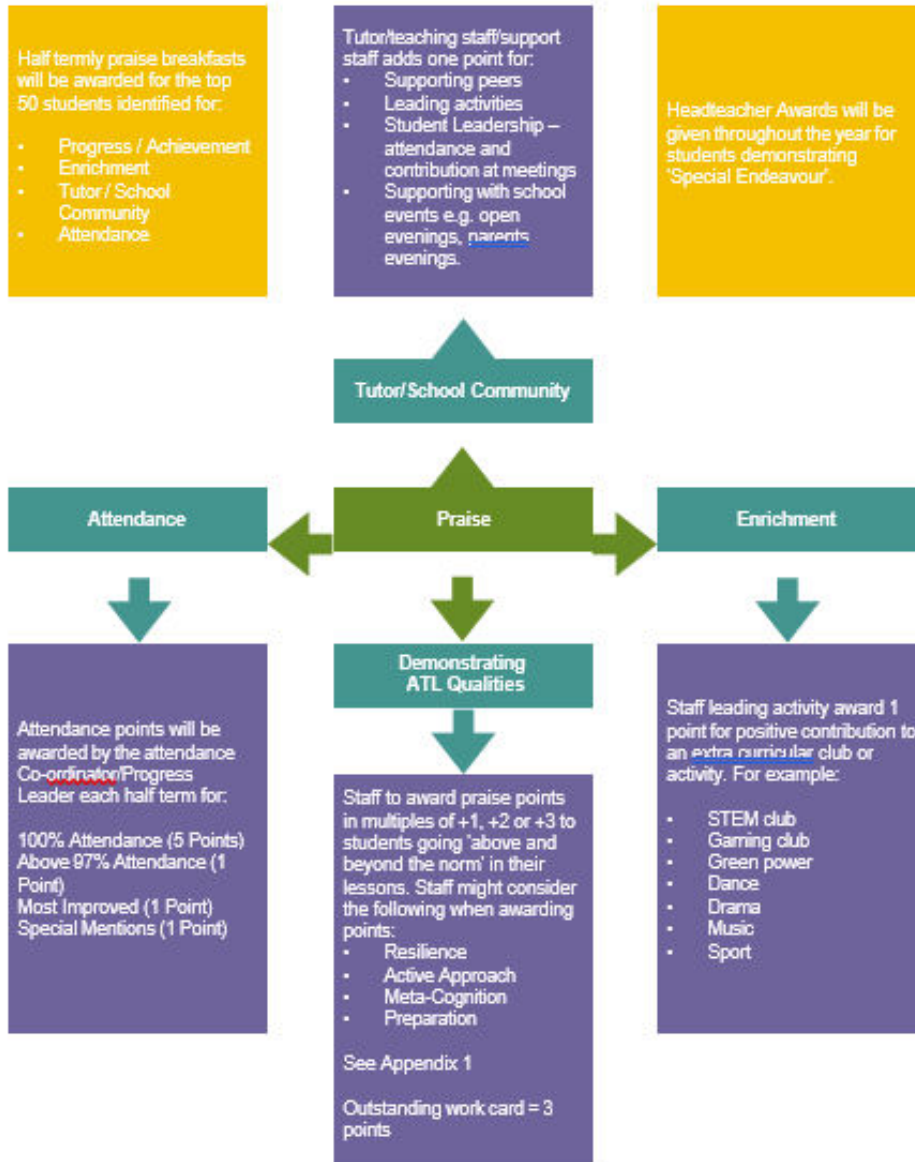 Half termly praise breakfasts
will be awarded for the top
50 students identified for:
• Progress / Achievement
• Enrichment
• Tutor / School
Community
• Attendance
Tutor/teaching staff/support
staff adds one point for:
• Supporting peers
• Leading activities
• Student Leadership –
attendance and
contribution at meetings
• Supporting with school
events e.g. open
evenings, parents
evenings.
Headteacher Awards will be
given throughout the year for
students demonstrating
'Special Endeavour'.
Tutor/School Community
Attendance
Praise
Enrichment
Attendance points will be
awarded by the attendance
Co-ordinator/Progress
Leader each half term for:
100% Attendance (5 Points)
Above 97% Attendance (1
Point)
Most Improved (1 Point)
Special Mentions (1 Point)
Demonstrating
ATL Qualities
Staff to award praise points
in multiples of +1, +2 or +3 to
students going 'above and
beyond the norm' in their
lessons. Staff might consider
the following when awarding
points:
• Resilience
• Active Approach
• Meta-Cognition
• Preparation
See Appendix 1
Outstanding work card = 3
points
Staff leading activity award 1
point for positive contribution to
an extra curricular club or
activity. For example:
• STEM club
• Gaming club
• Green power
• Dance
• Drama
• Music
• Sport